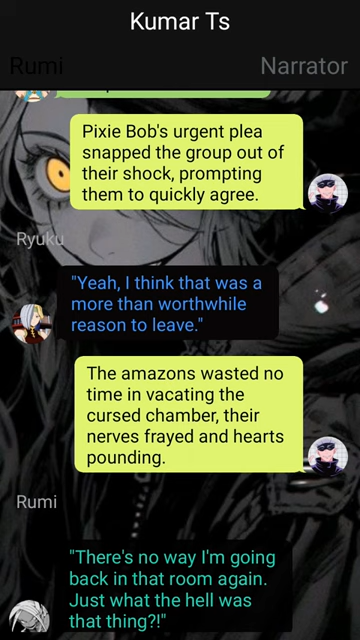 Kumar Ts
Rumi
Narrator
Pixie Bob's urgent plea
snapped the group out of
their shock, prompting
them to quickly agree.
Ryuku
"Yeah, I think that was a
more than worthwhile
reason to leave."
The amazons wasted no
time in vacating the
cursed chamber, their
nerves frayed and hearts
pounding.
Rumi
"There's no way I'm going
back in that room again.
Just what the hell was
that thing?!"